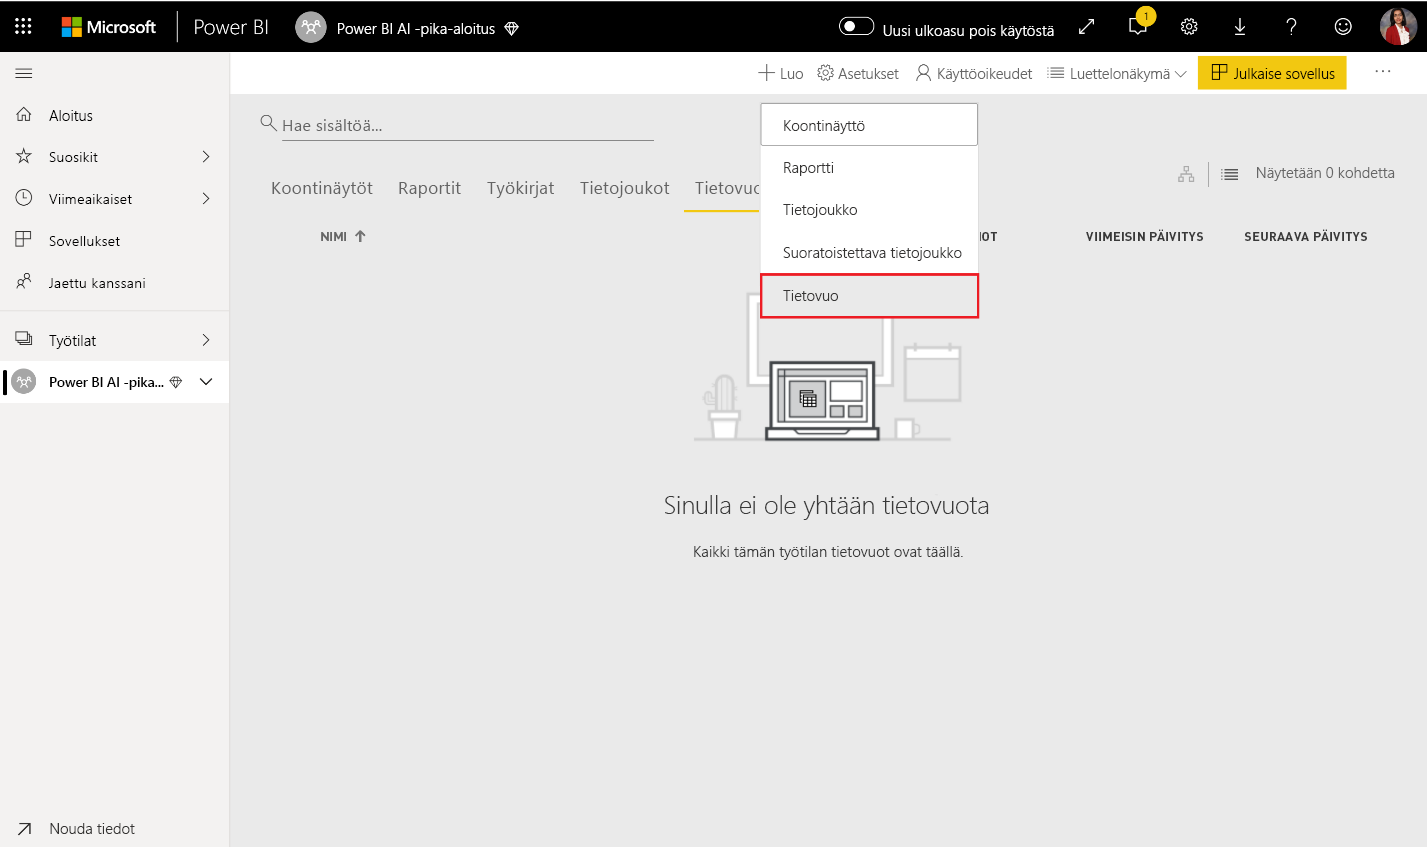 Microsoft Power BI Power BI AI -pika-aloitus Uusi ulkoasu pois käytöstä 1
Luo Asetukset Käyttöoikeudet Luettelonäkymä Julkaise sovellus
Aloitus
Suosikit
Viimeaikaiset
Sovellukset
Jaettu kanssani
Työtilat
Power BI AI -pika...
Nouda tiedot
Hae sisältöä...
Koontinäyttö
Raportti
Tietojoukko
Suoratoistettava tietojoukko
Tietovuo
Näytetään 0 kohdetta
Koontinäytöt Raportit Työkirjat Tietojoukot Tietovuo
NIMI VIIMEISIN PÄIVITYS SEURAAVA PÄIVITYS
Sinulla ei ole yhtään tietovuota
Kaikki tämän työtilan tietovuot ovat täällä.